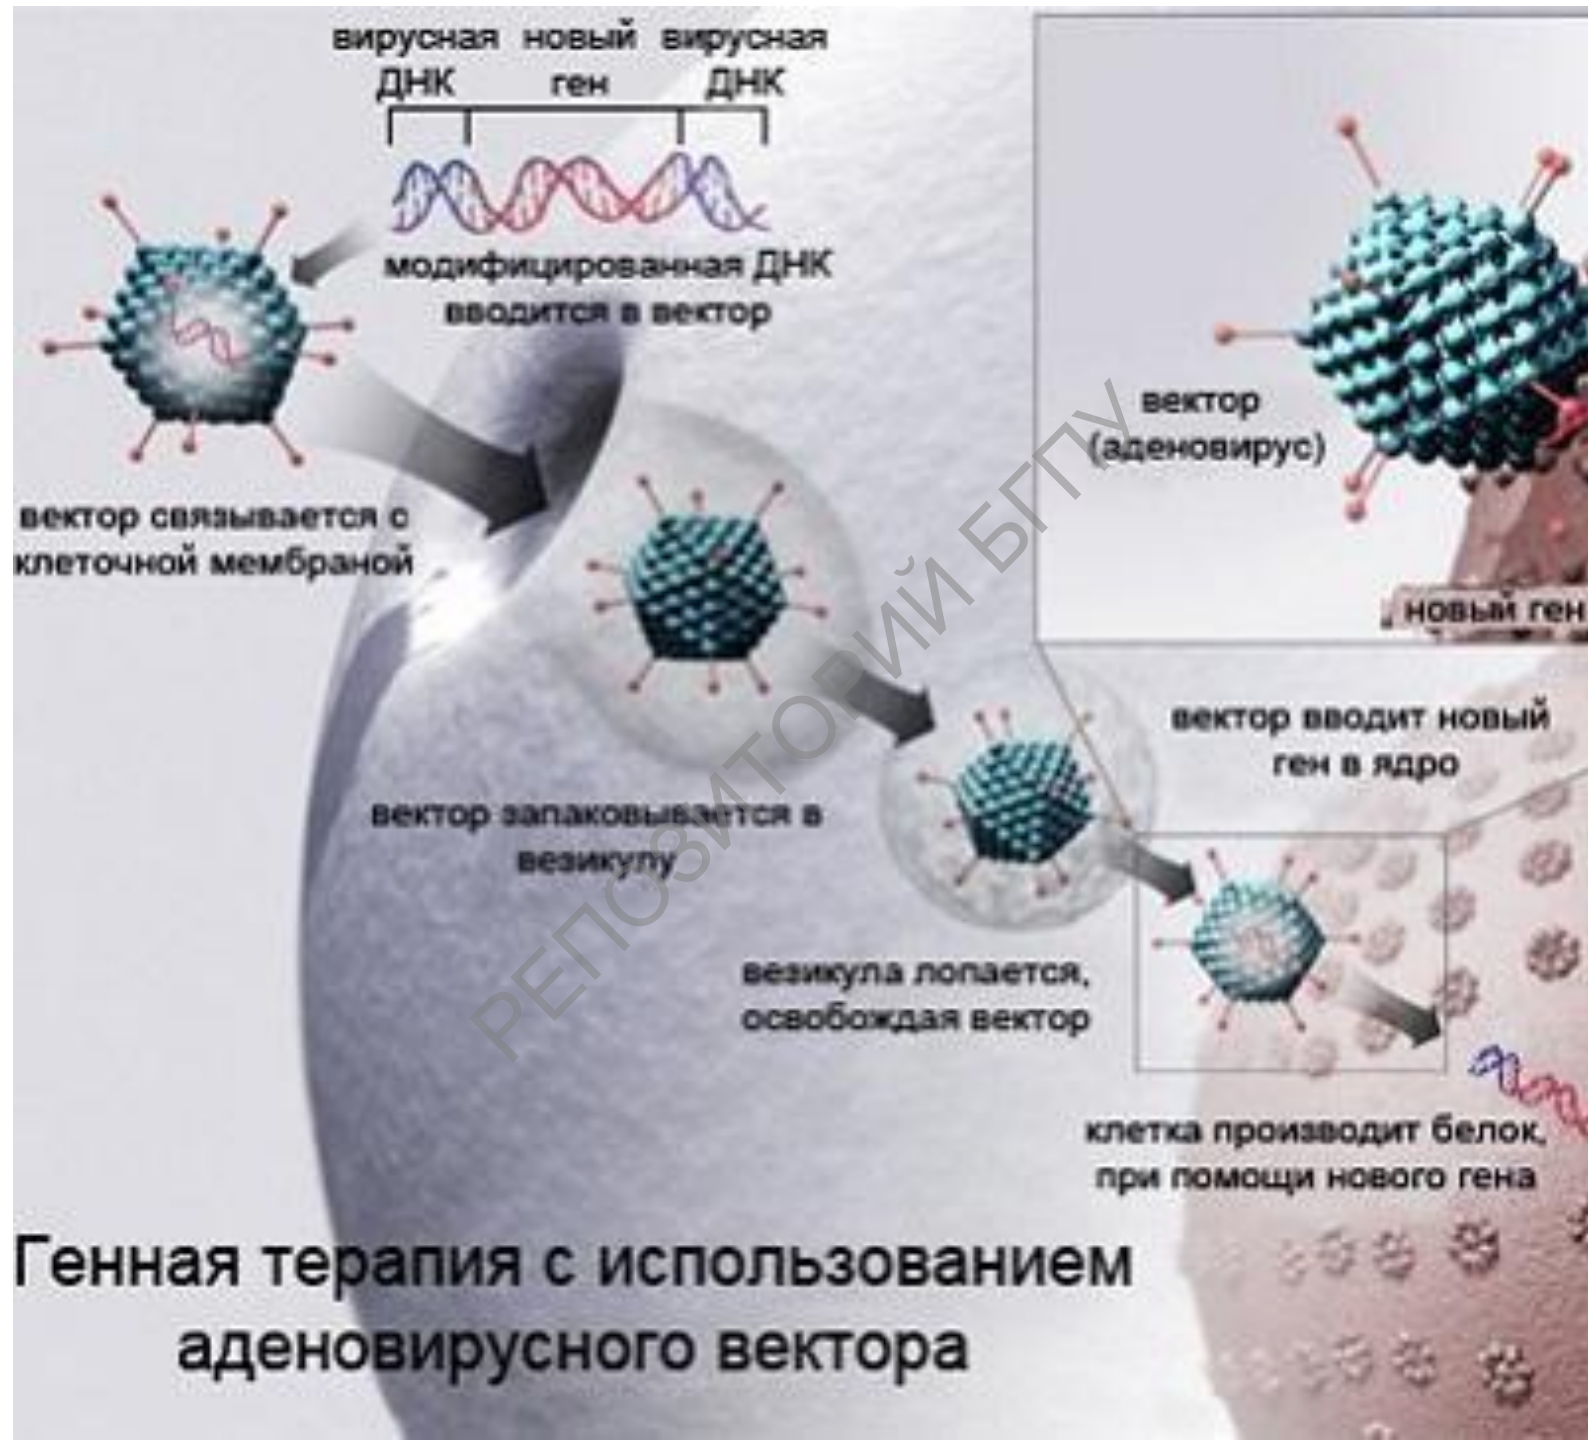 вирусная новый вирусная
ДНК ген ДНК
модифицированная ДНК
вводится в вектор
вектор связывается с
клеточной мембраной
вектор
(аденовирус)
новый ген
вектор вводит новый
ген в ядро
вектор запаковывается в
везикулу
везикула лопается,
освобождая вектор
клетка производит белок,
при помощи нового гена
Генная терапия с использованием
аденовирусного вектора
РЕПОЗИТОРИЙ БГПУ